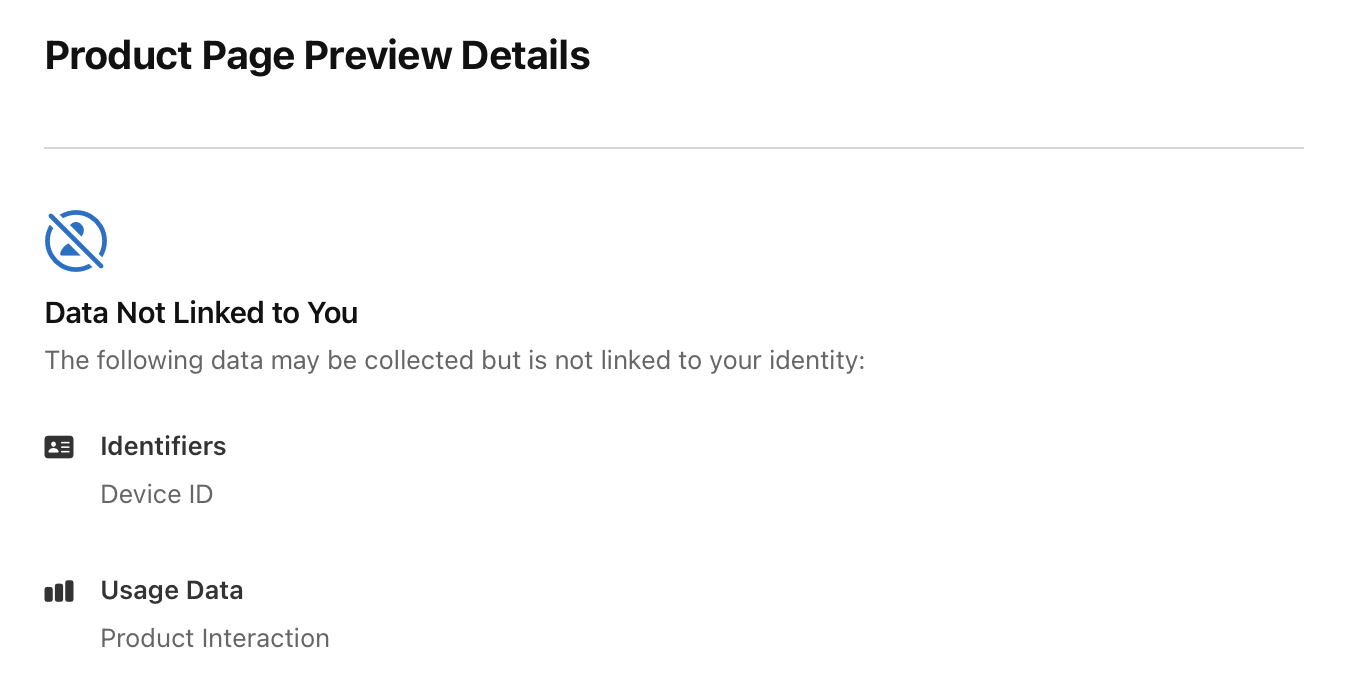 Product Page Preview Details
Data Not Linked to You
The following data may be collected but is not linked to your identity:
Identifiers
Device ID
Usage Data
Product Interaction